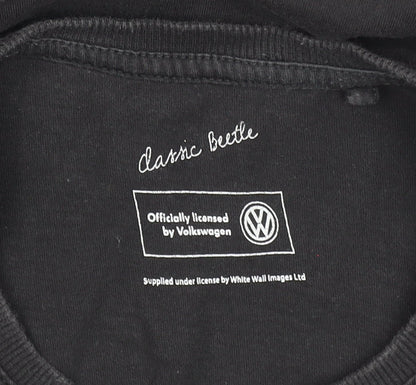 classic Beetle
Officially licensed
by Volkswagen
Supplied under license by White Wall Images Ltd